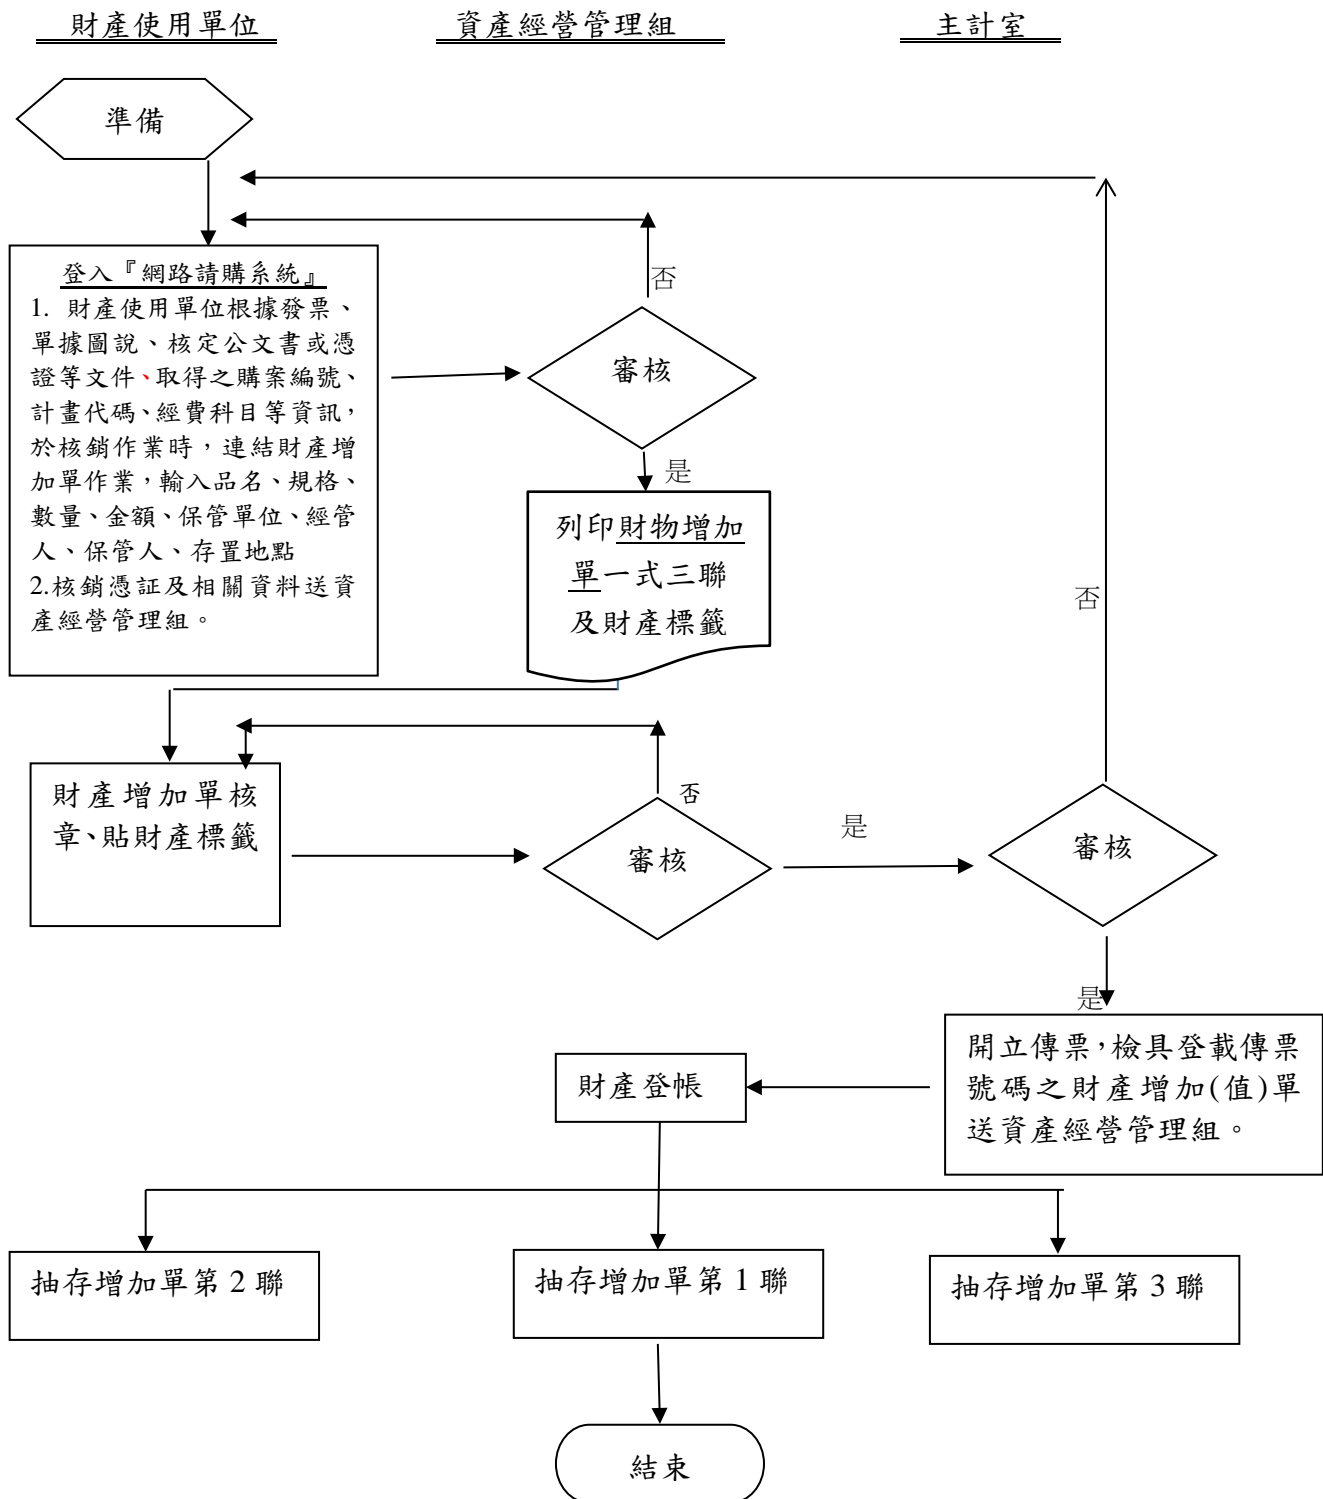 財產使用單位
資產經營管理組
主計室
準備
否
登入『網路請購系統』
1. 財產使用單位根據發票、
單據圖說、核定公文書或憑
證等文件、取得之購案編號、
計畫代碼、經費科目等資訊,
於核銷作業時,連結財產增
加單作業,輸入品名、規格、
數量、金額、保管單位、經管
人、保管人、存置地點
2.核銷憑証及相關資料送資
產經營管理組。
審核
是
列印財物增加
單一式三聯
及財產標籤
否
財產增加單核
章、貼財產標籤
否
審核
是
審核
是
開立傳票,檢具登載傳票
號碼之財產增加(值)單
送資產經營管理組。
財產登帳
抽存增加單第 2 聯
抽存增加單第 1 聯
抽存增加單第 3 聯
結束